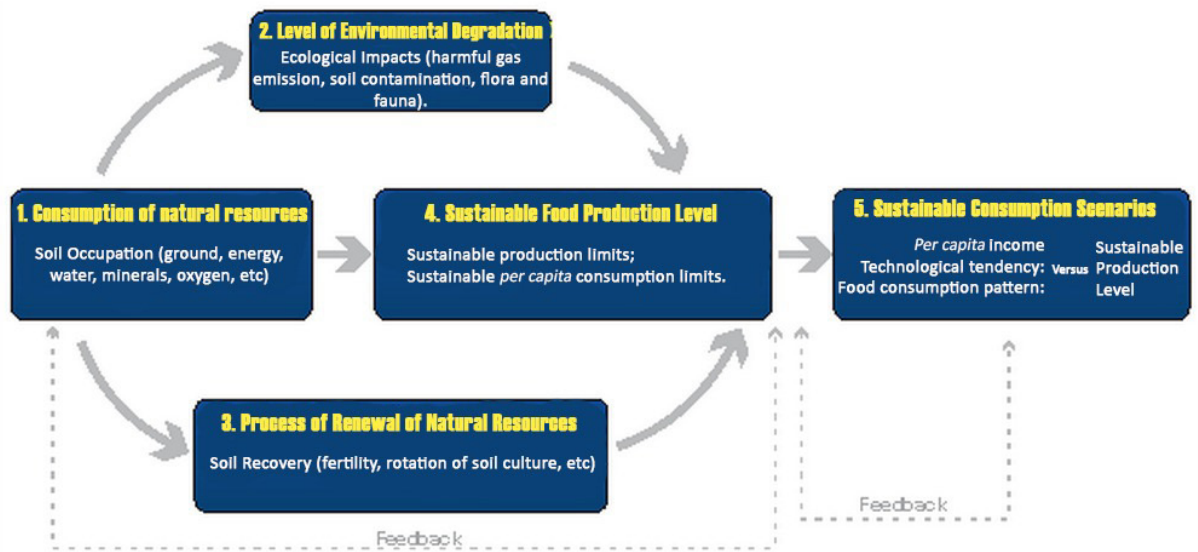 2. Level of Environmental Degradation
Ecological Impacts (harmful gas
emission, soil contamination, flora and
fauna).
1. Consumption of natural resources
Soil Occupation (ground, energy,
water, minerals, oxygen, etc)
4. Sustainable Food Production Level
Sustainable production limits;
Sustainable per capita consumption limits.
5. Sustainable Consumption Scenarios
Per capita income
Technological tendency:
Food consumption pattern:
Versus
Sustainable
Production
Level
3. Process of Renewal of Natural Resources
Soil Recovery (fertility, rotation of soil culture, etc)
Feedback
Feedback